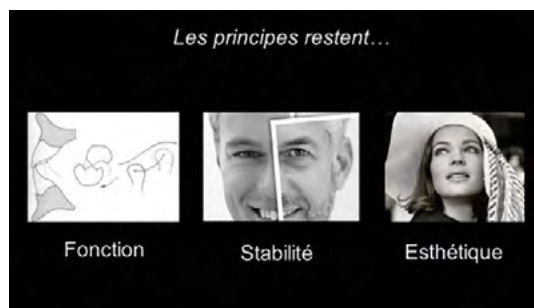 Les principes restent...
Fonction
Stabilité
Esthétique